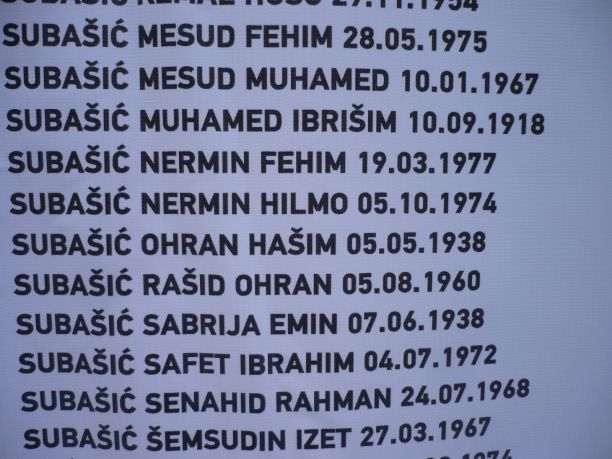 SUBAŠIĆ MESUD FEHIM 28.05.1975
SUBAŠIĆ MESUD MUHAMED 10.01.1967
SUBAŠIĆ MUHAMED IBRIŠIM 10.09.1918
SUBAŠIĆ NERMIN FEHIM 19.03.1977
SUBAŠIĆ NERMIN HILMO 05.10.1974
SUBAŠIĆ OHRAN HAŠIM 05.05.1938
SUBAŠIĆ RAŠID OHRAN 05.08.1960
SUBAŠIĆ SABRIJA EMIN 07.06.1938
SUBAŠIĆ SAFET IBRAHIM 04.07.1972
SUBAŠIĆ SENAHID RAHMAN 24.07.1968
SUBAŠIĆ ŠEMSUDIN IZET 27.03.1967